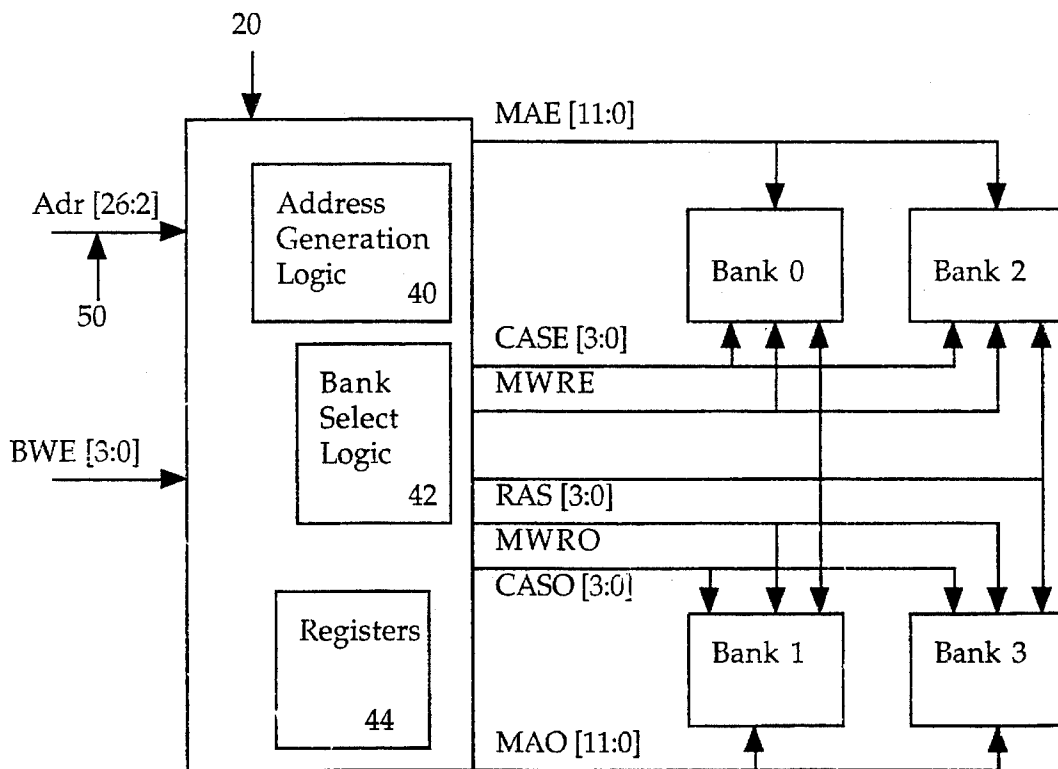 20
MAE [11:0]
Adr [26:2]
50
Address
Generation
Logic
40
Bank 0
Bank 2
CASE [3:0]
MWRE
Bank
Select
Logic
42
BWE [3:0]
RAS [3:0]
MWRO
CASO [3:0]
Registers
44
Bank 1
Bank 3
MAO [11:0]